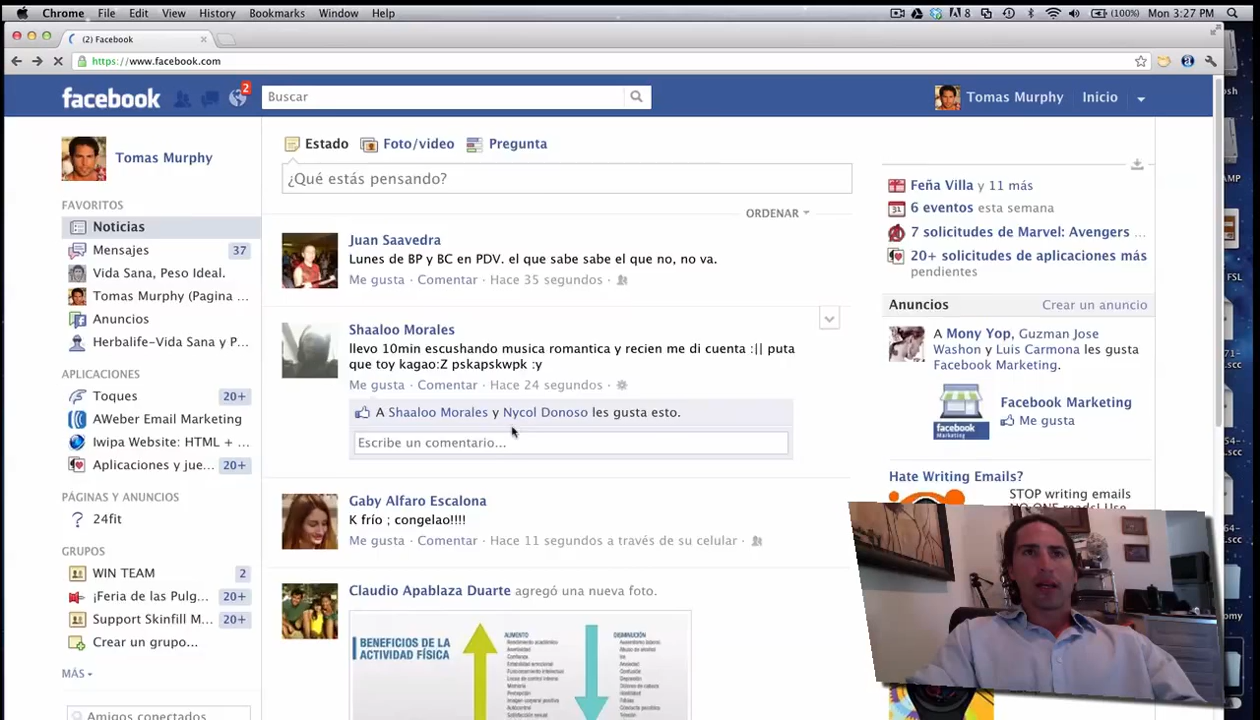 Chrome File Edit View History Bookmarks Window Help
8 (100%) Mon 3:27 PM
(2) Facebook
https://www.facebook.com
facebook 2 Buscar Tomas Murphy Inicio
Tomas Murphy
FAVORITOS
Noticias
Mensajes 37
Vida Sana, Peso Ideal.
Tomas Murphy (Pagina ...
Anuncios
Herbalife-Vida Sana y P...
APLICACIONES
Toques 20+
AWeber Email Marketing
Iwipa Website: HTML + ...
Aplicaciones y jue... 20+
PÁGINAS Y ANUNCIOS
24fit
GRUPOS
WIN TEAM 2
¡Feria de las Pulg... 20+
Support Skinfill M... 20+
Crear un grupo...
MÁS
Amigos conectados
Estado Foto/video Pregunta
¿Qué estás pensando?
ORDENAR
Juan Saavedra
Lunes de BP y BC en PDV. el que sabe sabe el que no, no va.
Me gusta · Comentar · Hace 35 segundos
Shaaloo Morales
llevo 10min escushando musica romantica y recien me di cuenta :|| puta
que toy kagao:Z pskapskwpk :y
Me gusta · Comentar · Hace 24 segundos
A Shaaloo Morales y Nycol Donoso les gusta esto.
Escribe un comentario...
Gaby Alfaro Escalona
K frío ; congelao!!!!
Me gusta · Comentar · Hace 11 segundos a través de su celular
Claudio Apablaza Duarte agregó una nueva foto.
BENEFICIOS DE LA
ACTIVIDAD FÍSICA
AUMENTO
DISMINUCIÓN
Feña Villa y 11 más
31 6 eventos esta semana
7 solicitudes de Marvel: Avengers ...
20+ solicitudes de aplicaciones más
pendientes
Anuncios Crear un anuncio
A Mony Yop, Guzman Jose
Washon y Luis Carmona les gusta
Facebook Marketing.
facebook
Marketing
Facebook Marketing
Me gusta
Hate Writing Emails?
STOP writing emails